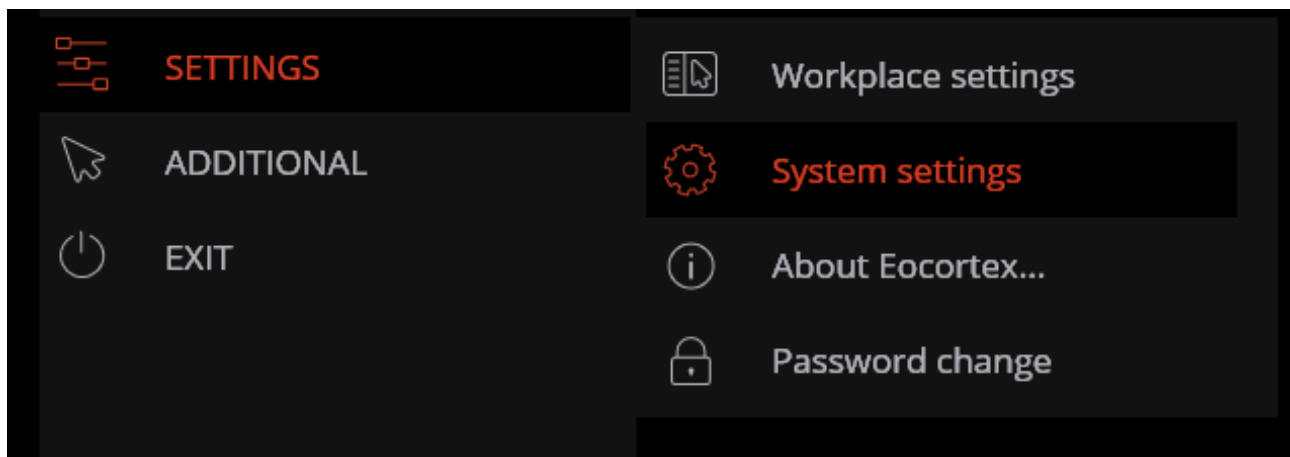 SETTINGS
ADDITIONAL
EXIT
Workplace settings
System settings
About Eocortex...
Password change